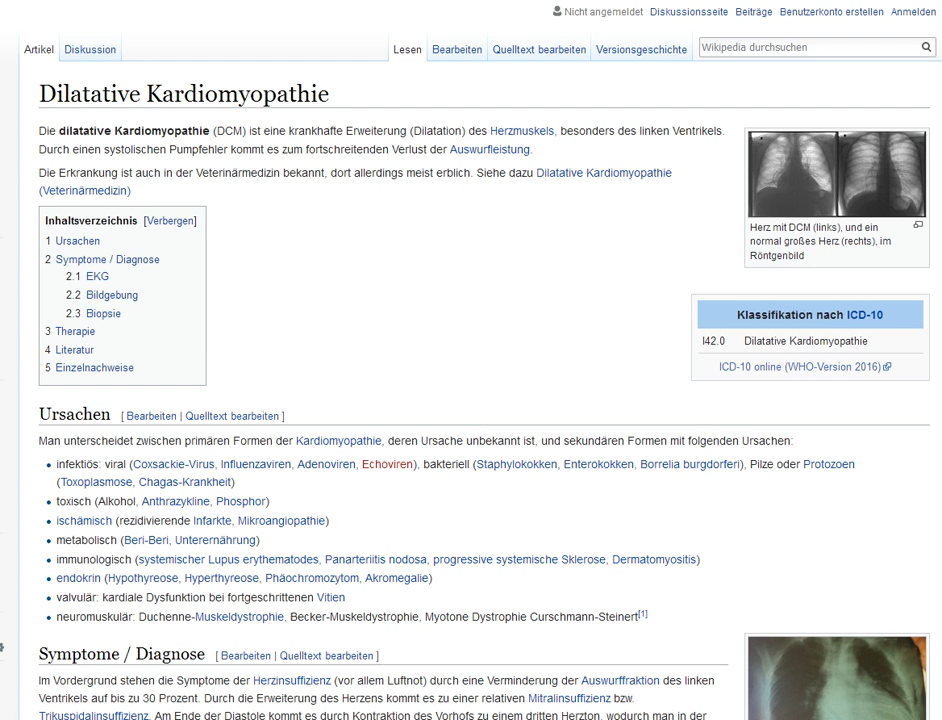 Nicht angemeldet Diskussionsseite Beiträge Benutzerkonto erstellen Anmelden
Artikel Diskussion Lesen Bearbeiten Quelltext bearbeiten Versionsgeschichte Wikipedia durchsuchen
Dilatative Kardiomyopathie
Die dilatative Kardiomyopathie (DCM) ist eine krankhafte Erweiterung (Dilatation) des Herzmuskels, besonders des linken Ventrikels.
Durch einen systolischen Pumpfehler kommt es zum fortschreitenden Verlust der Auswurfleistung.
Die Erkrankung ist auch in der Veterinärmedizin bekannt, dort allerdings meist erblich. Siehe dazu Dilatative Kardiomyopathie
(Veterinärmedizin)
Herz mit DCM (links), und ein
normal großes Herz (rechts), im
Röntgenbild
Inhaltsverzeichnis [Verbergen]
1 Ursachen
2 Symptome / Diagnose
2.1 EKG
2.2 Bildgebung
2.3 Biopsie
3 Therapie
4 Literatur
5 Einzelnachweise
Klassifikation nach ICD-10
I42.0 Dilatative Kardiomyopathie
ICD-10 online (WHO-Version 2016)
Ursachen [ Bearbeiten | Quelltext bearbeiten ]
Man unterscheidet zwischen primären Formen der Kardiomyopathie, deren Ursache unbekannt ist, und sekundären Formen mit folgenden Ursachen:
• infektiös: viral (Coxsackie-Virus, Influenzaviren, Adenoviren, Echoviren), bakteriell (Staphylokokken, Enterokokken, Borrelia burgdorferi), Pilze oder Protozoen
(Toxoplasmose, Chagas-Krankheit)
• toxisch (Alkohol, Anthrazykline, Phosphor)
• ischämisch (rezidivierende Infarkte, Mikroangiopathie)
• metabolisch (Beri-Beri, Unterernährung)
• immunologisch (systemischer Lupus erythematodes, Panarteriitis nodosa, progressive systemische Sklerose, Dermatomyositis)
• endokrin (Hypothyreose, Hyperthyreose, Phäochromozytom, Akromegalie)
• valvulär: kardiale Dysfunktion bei fortgeschrittenen Vitien
• neuromuskulär: Duchenne-Muskeldystrophie, Becker-Muskeldystrophie, Myotone Dystrophie Curschmann-Steinert[1]
Symptome / Diagnose [ Bearbeiten | Quelltext bearbeiten ]
Im Vordergrund stehen die Symptome der Herzinsuffizienz (vor allem Luftnot) durch eine Verminderung der Auswurffraktion des linken
Ventrikels auf bis zu 30 Prozent. Durch die Erweiterung des Herzens kommt es zu einer relativen Mitralinsuffizienz bzw.
Trikuspidalinsuffizienz. Am Ende der Diastole kommt es durch Kontraktion des Vorhofs zu einem dritten Herzton, wodurch man in der